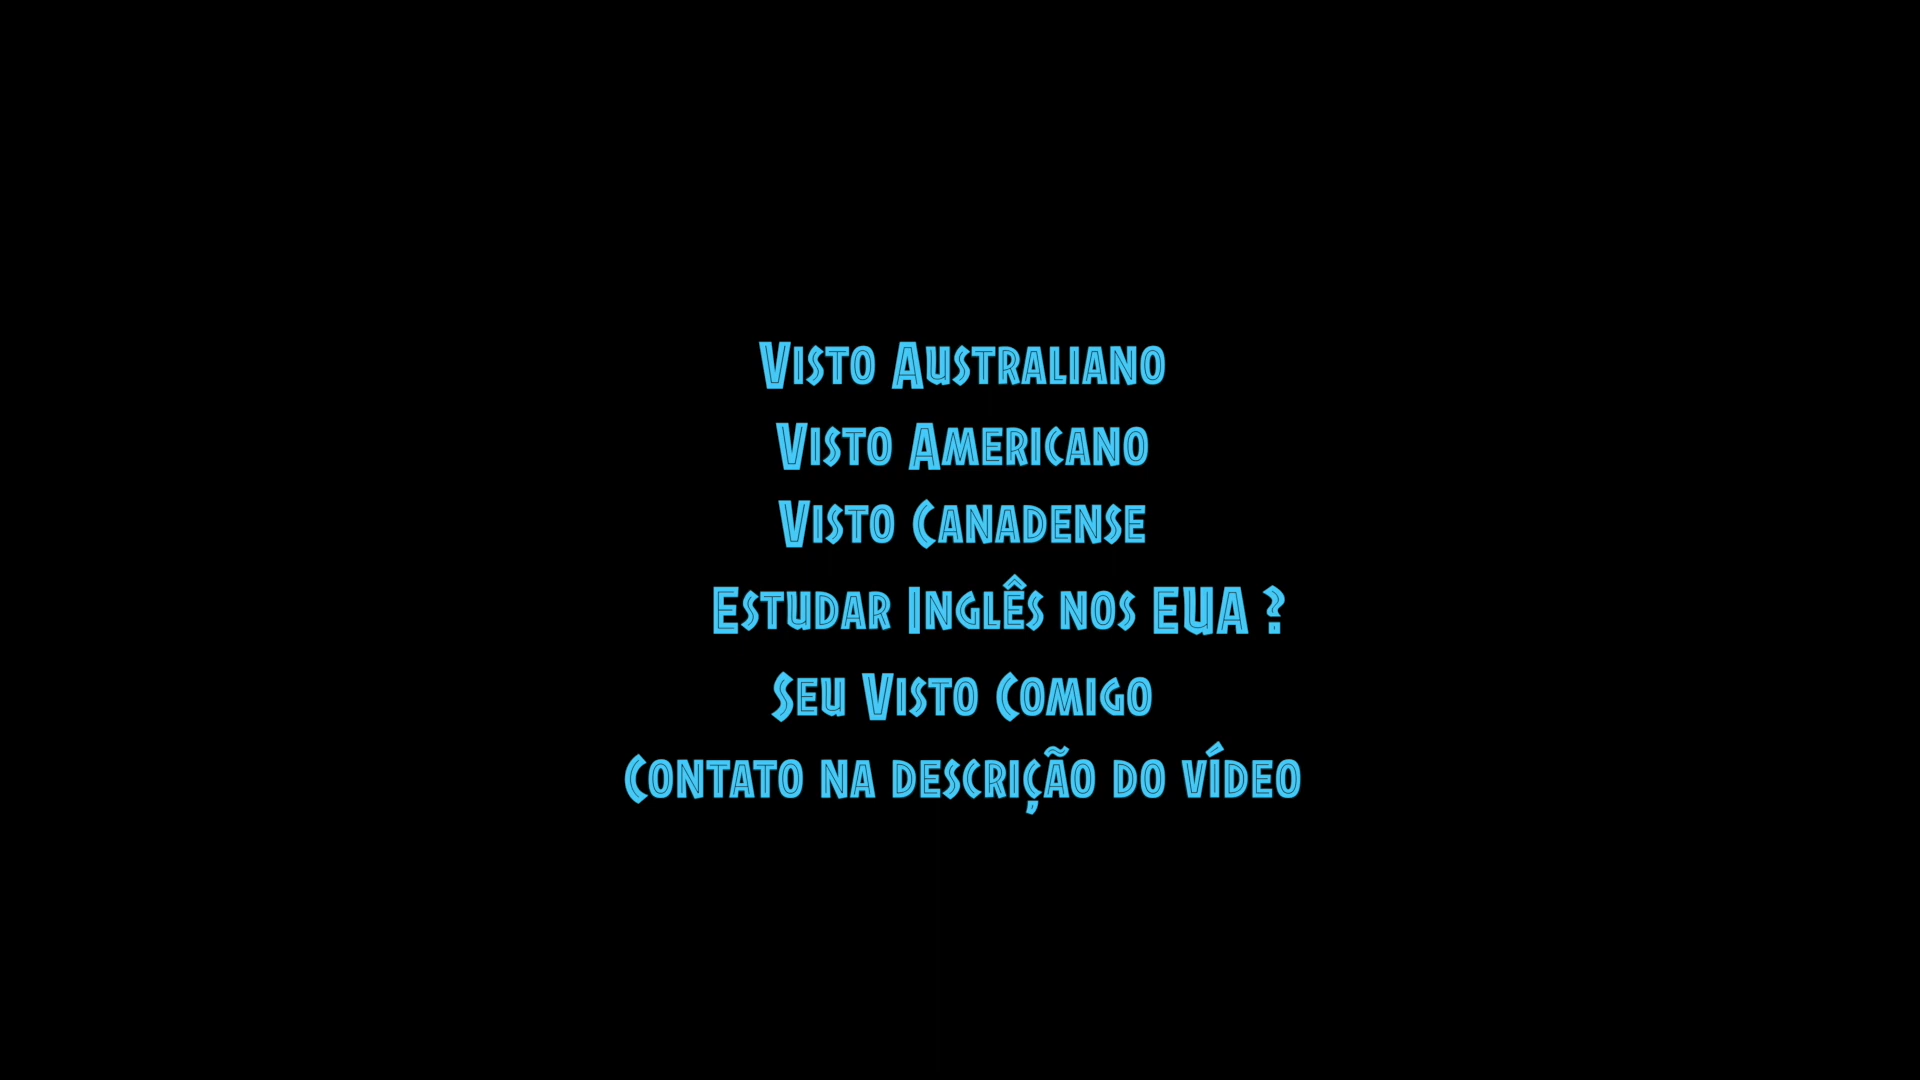 Visto Australiano
Visto Americano
Visto Canadense
Estudar Inglês nos EUA ?
Seu Visto Comigo
Contato na descrição do vídeo